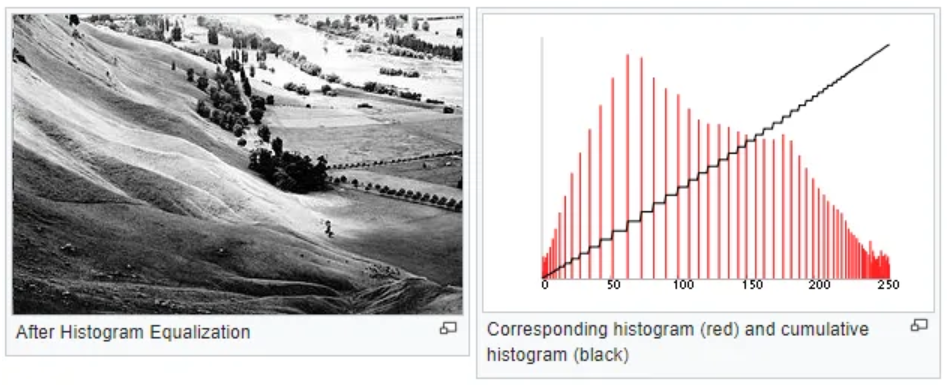 After Histogram Equalization
0 50 100 150 200 250
Corresponding histogram (red) and cumulative
histogram (black)